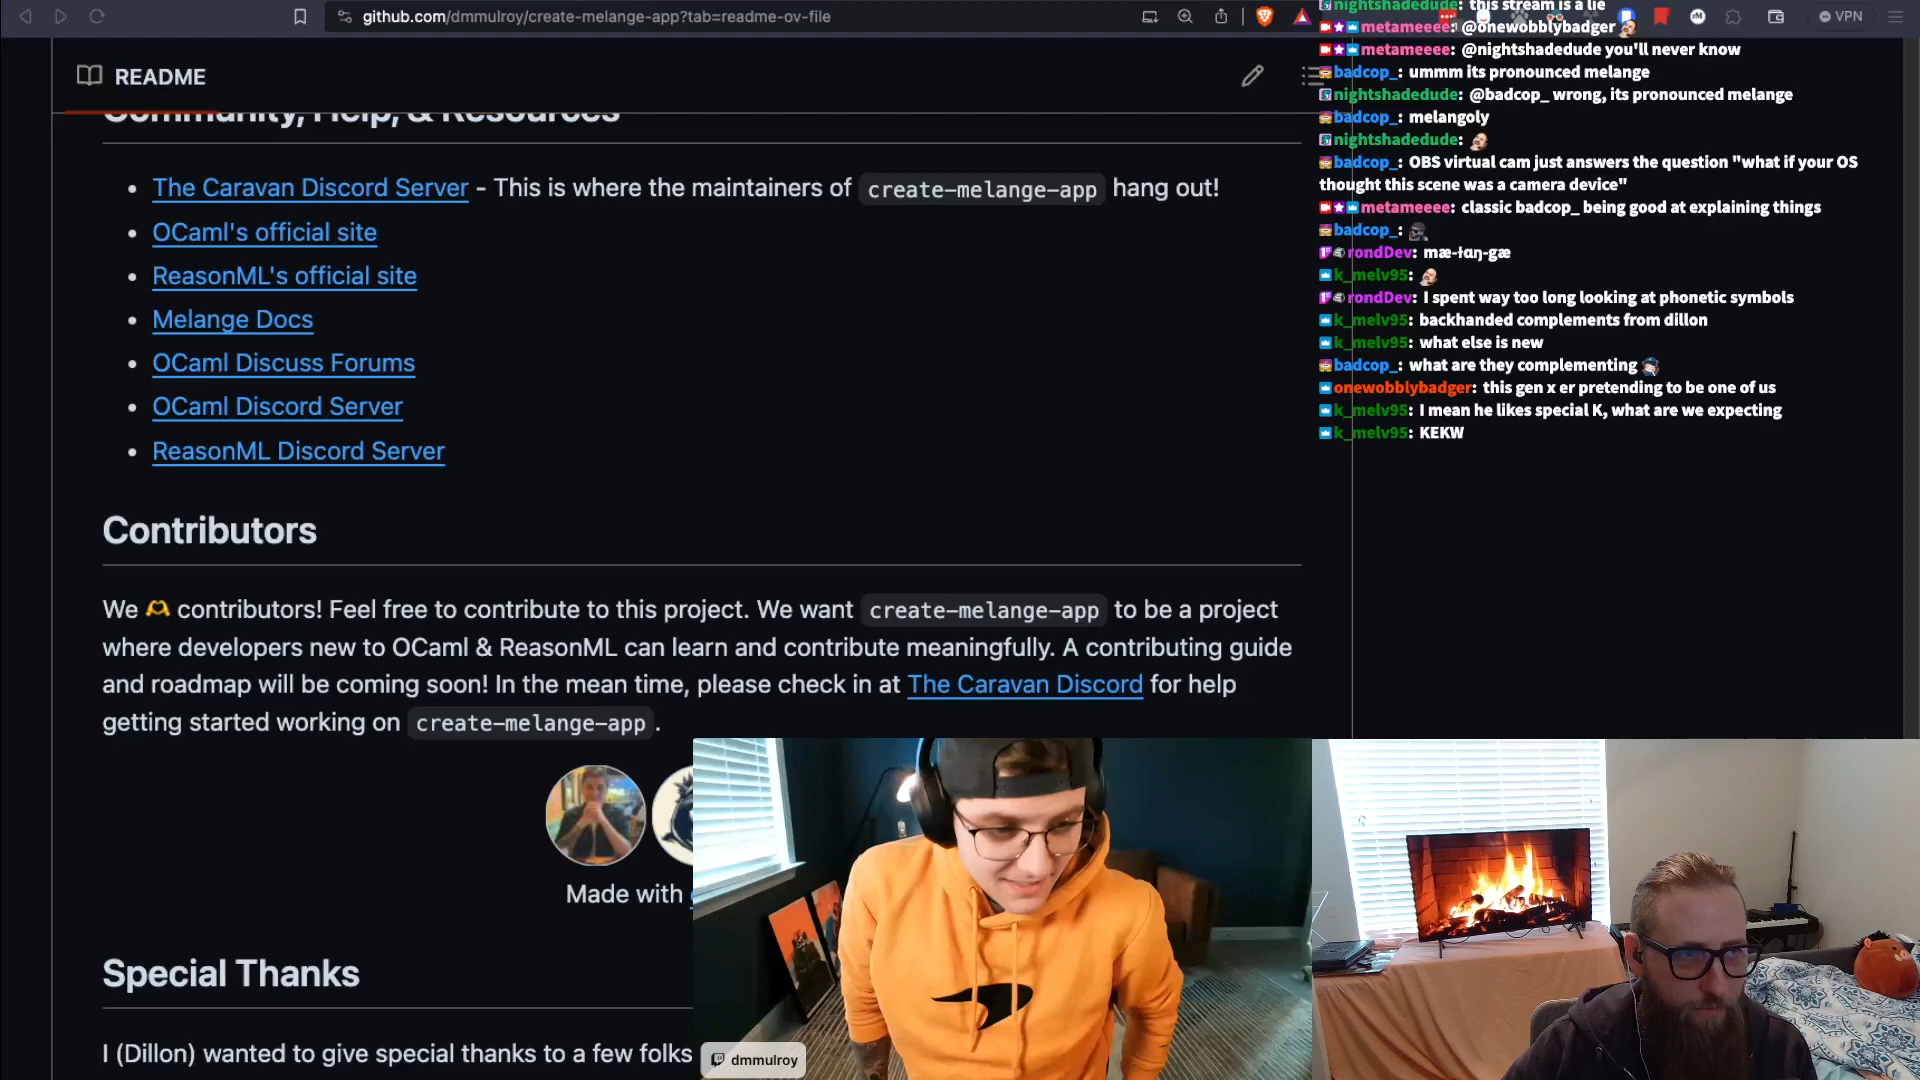 github.com/dmmulroy/create-melange-app?tab=readme-ov-file
VPN
README
Community, Help, & Resources
The Caravan Discord Server - This is where the maintainers of create-melange-app hang out!
OCaml's official site
ReasonML's official site
Melange Docs
OCaml Discuss Forums
OCaml Discord Server
ReasonML Discord Server
Contributors
We contributors! Feel free to contribute to this project. We want create-melange-app to be a project
where developers new to OCaml & ReasonML can learn and contribute meaningfully. A contributing guide
and roadmap will be coming soon! In the mean time, please check in at The Caravan Discord for help
getting started working on create-melange-app.
Made with
Special Thanks
I (Dillon) wanted to give special thanks to a few folks
nightshadedude: this stream is a lie
metameeee: @onewobblybadger
metameeee: @nightshadedude you'll never know
badcop_: ummm its pronounced melange
nightshadedude: @badcop_ wrong, its pronounced melange
badcop_: melangoly
nightshadedude:
badcop_: OBS virtual cam just answers the question "what if your OS
thought this scene was a camera device"
metameeee: classic badcop_ being good at explaining things
badcop_:
rondDev: mæ-ɫɑŋ-gæ
k_melv95:
rondDev: I spent way too long looking at phonetic symbols
k_melv95: backhanded complements from dillon
k_melv95: what else is new
badcop_: what are they complementing
onewobblybadger: this gen x er pretending to be one of us
k_melv95: I mean he likes special K, what are we expecting
k_melv95: KEKW
dmmulroy